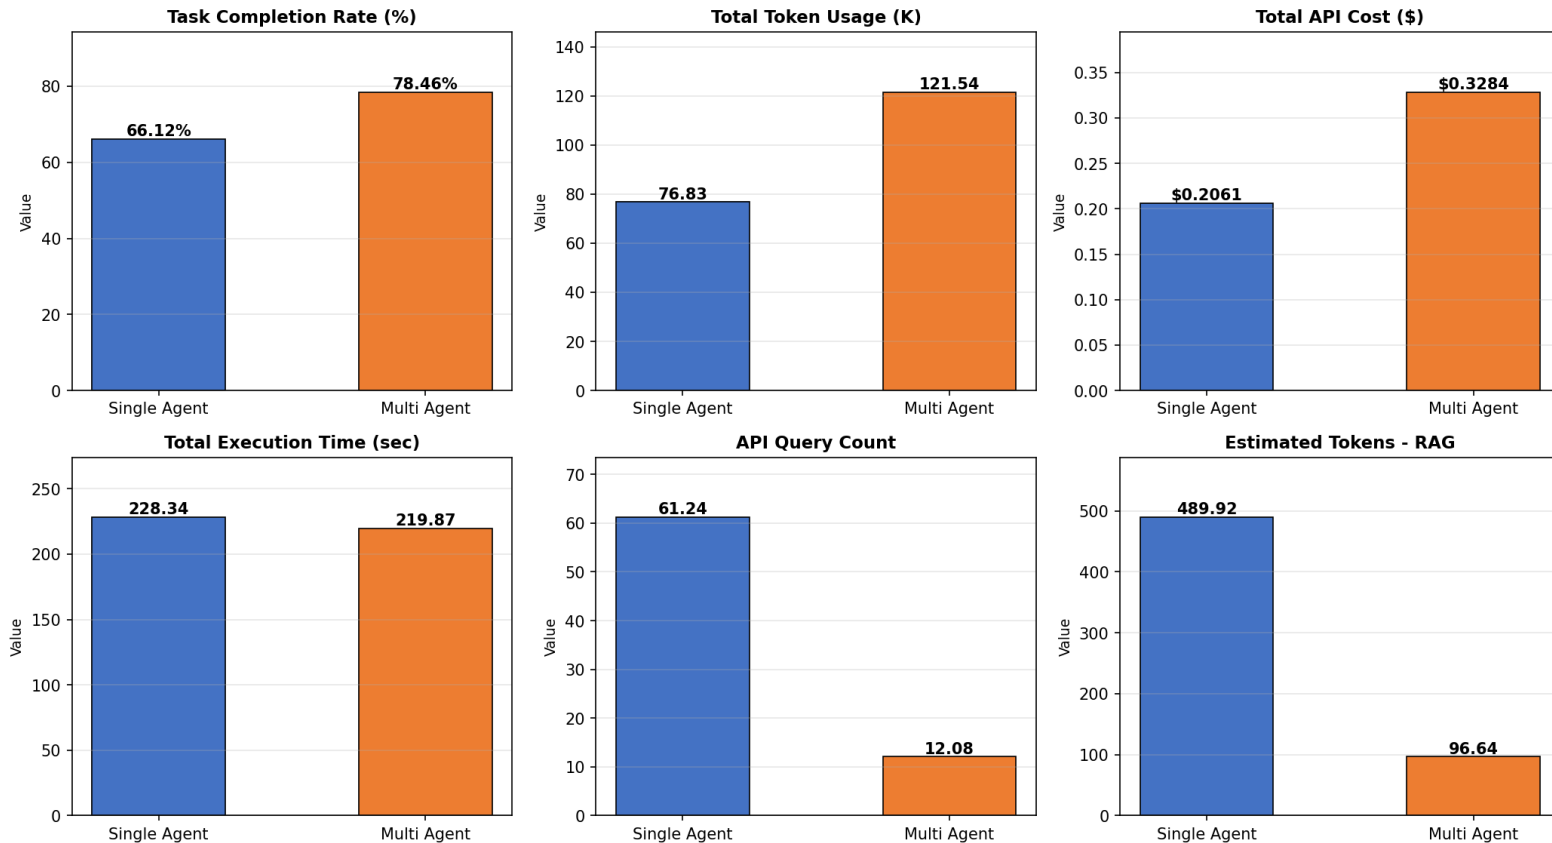 Task Completion Rate (%)
Value
80
60
40
20
0
66.12%
78.46%
Single Agent
Multi Agent
Total Token Usage (K)
Value
140
120
100
80
60
40
20
0
76.83
121.54
Single Agent
Multi Agent
Total API Cost ($)
Value
0.35
0.30
0.25
0.20
0.15
0.10
0.05
0.00
$0.2061
$0.3284
Single Agent
Multi Agent
Total Execution Time (sec)
Value
250
200
150
100
50
0
228.34
219.87
Single Agent
Multi Agent
API Query Count
Value
70
60
50
40
30
20
10
0
61.24
12.08
Single Agent
Multi Agent
Estimated Tokens - RAG
Value
500
400
300
200
100
0
489.92
96.64
Single Agent
Multi Agent